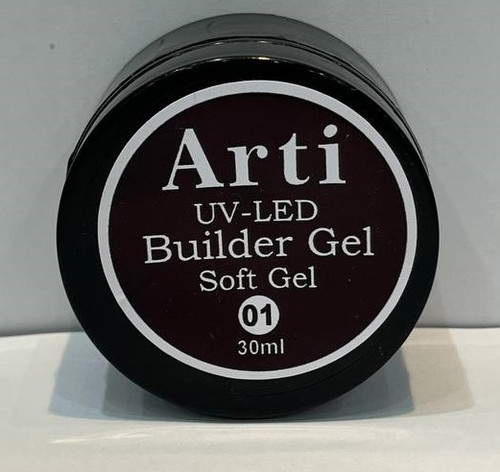 Arti
UV-LED
Builder Gel
Soft Gel
01
30ml